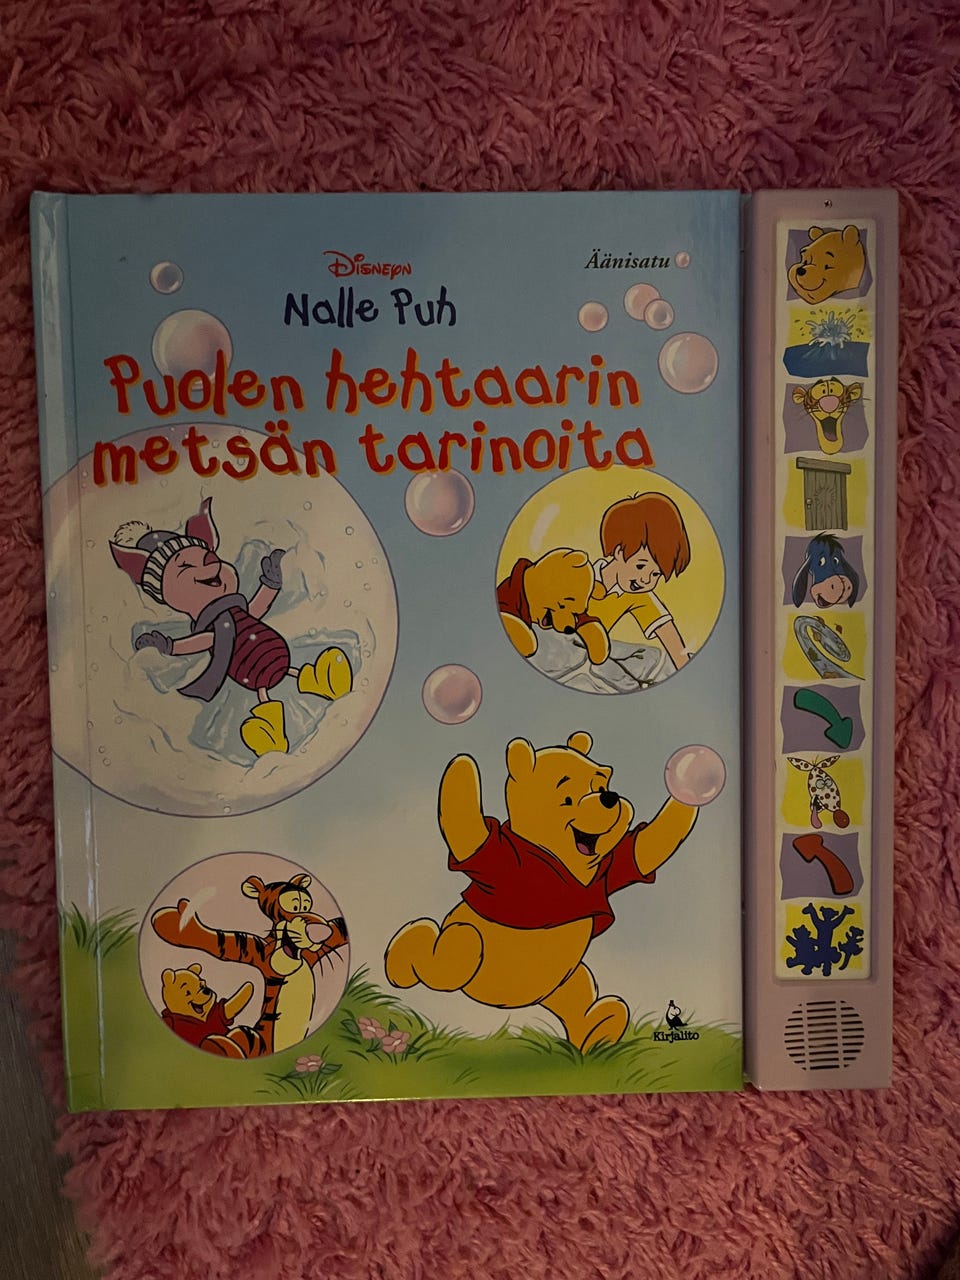 Disney
Nalle Puh
Äänisatu
Puolen hehtaarin
metsän tarinoita
Kirjalito